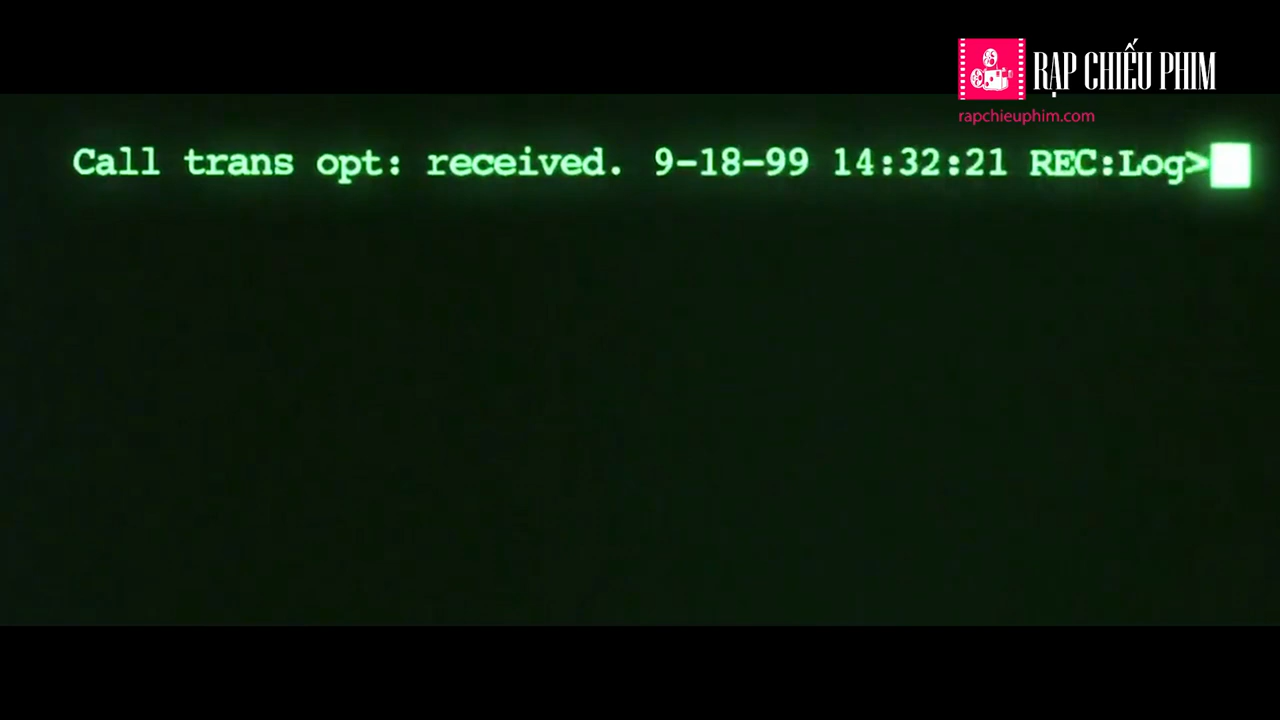 RẠP CHIẾU PHIM
rapchieuphim.com
Call trans opt: received. 9-18-99 14:32:21 REC:Log>